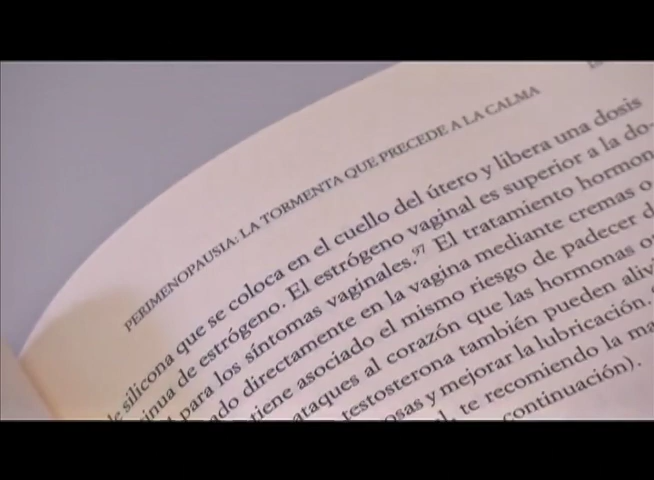 PERIMENOPAUSIA: LA TORMENTA QUE PRECEDE A LA CALMA
de silicona que se coloca en el cuello del útero y libera una dosis
tinua de estrógeno. El estrógeno vaginal es superior a la do-
para los síntomas vaginales.97 El tratamiento hormon
ado directamente en la vagina mediante cremas o
tiene asociado el mismo riesgo de padecer d
ataques al corazón que las hormonas o
testosterona también pueden alivi
osas y mejorar la lubricación.
l, te recomiendo la ma
continuación).